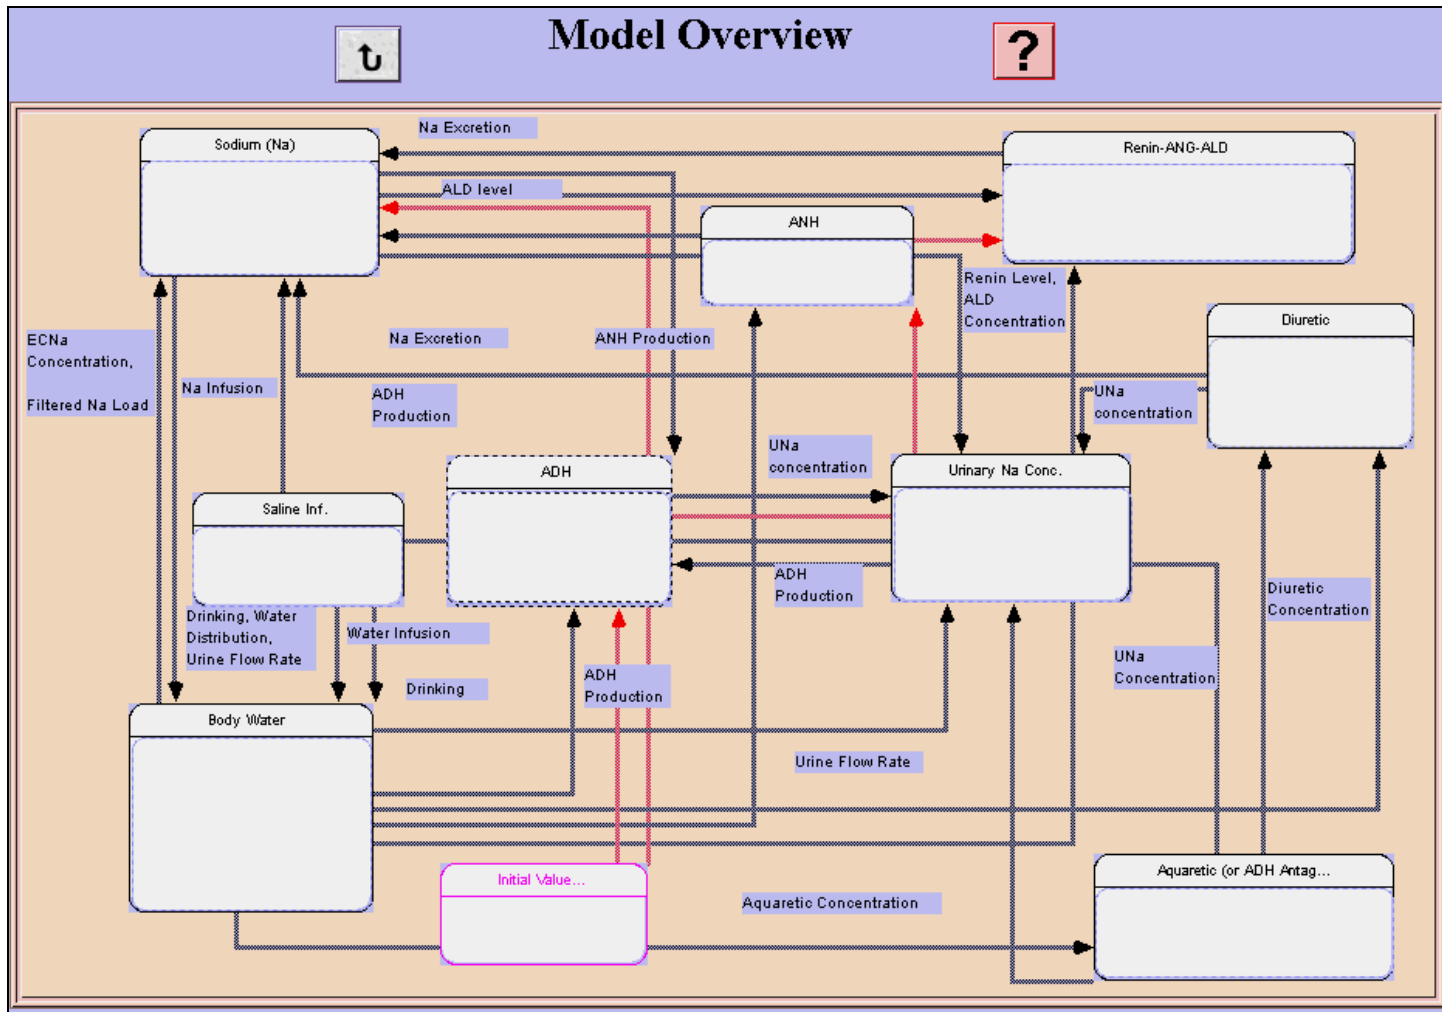 Model Overview
?
Na Excretion
Sodium (Na)
Renin-ANG-ALD
ALD level
ANH
Renin Level,
ALD
Concentration
Diuretic
ECNa
Concentration,
Filtered Na Load
Na Excretion
ANH Production
Na Infusion
ADH
Production
UNa
concentration
UNa
concentration
ADH
Urinary Na Conc.
Saline Inf.
ADH
Production
Diuretic
Concentration
Drinking, Water
Distribution,
Urine Flow Rate
Water Infusion
Drinking
ADH
Production
UNa
Concentration
Body Water
Urine Flow Rate
Initial Value...
Aquaretic (or ADH Antag...
Aquaretic Concentration